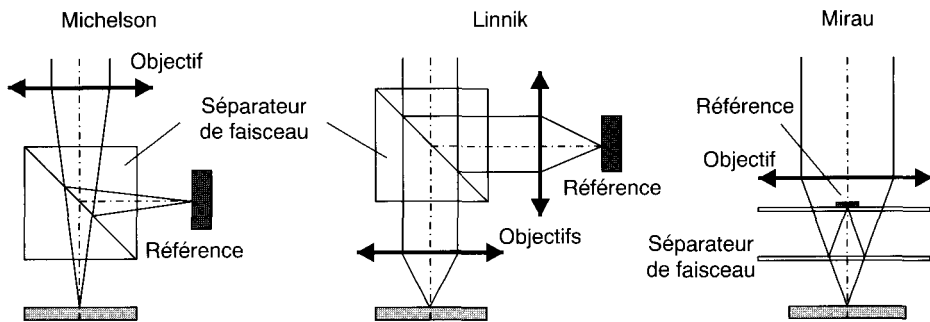 Michelson
Objectif
Séparateur
de faisceau
Référence
Linnik
Référence
Objectifs
Mirau
Référence
Objectif
Séparateur
de faisceau